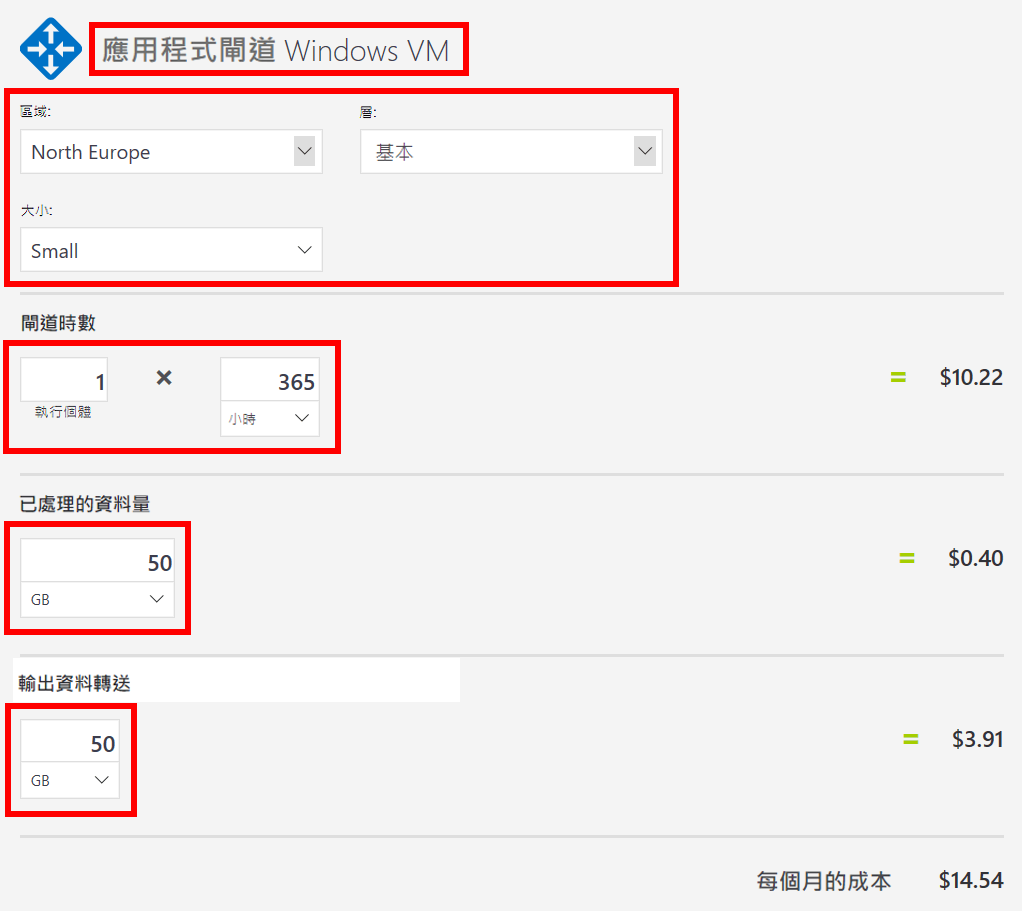 應用程式閘道 Windows VM
區域: 層:
North Europe 基本
大小:
Small
閘道時數
1 × 365 = $10.22
執行個體 小時
已處理的資料量
50 = $0.40
GB
輸出資料轉送
50 = $3.91
GB
每個月的成本 $14.54